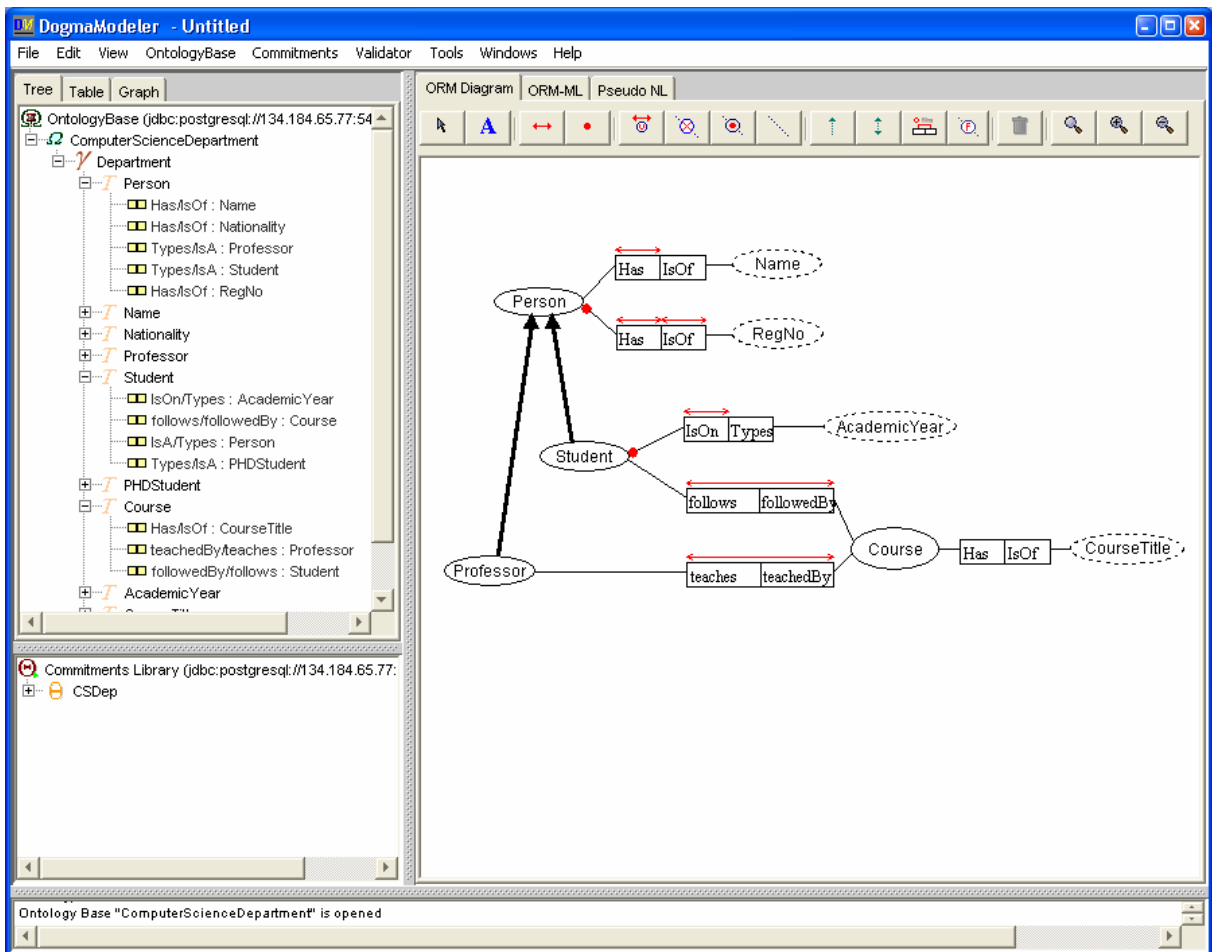 DM DogmaModeler - Untitled
File Edit View OntologyBase Commitments Validator Tools Windows Help
Tree Table Graph
OntologyBase (jdbc:postgresql://134.184.65.77:54
Ω ComputerScienceDepartment
γ Department
T Person
Has/IsOf : Name
Has/IsOf : Nationality
Types/IsA : Professor
Types/IsA : Student
Has/IsOf : RegNo
T Name
T Nationality
T Professor
T Student
IsOn/Types : AcademicYear
follows/followedBy : Course
IsA/Types : Person
Types/IsA : PHDStudent
T PHDStudent
T Course
Has/IsOf : CourseTitle
teachedBy/teaches : Professor
followedBy/follows : Student
T AcademicYear
Commitments Library (jdbc:postgresql://134.184.65.77:
CSDep
ORM Diagram ORM-ML Pseudo NL
A
Has IsOf Name
Person
Has IsOf RegNo
IsOn Types AcademicYear
Student
follows followedBy
Course Has IsOf CourseTitle
Professor teaches teachedBy
Ontology Base "ComputerScienceDepartment" is opened